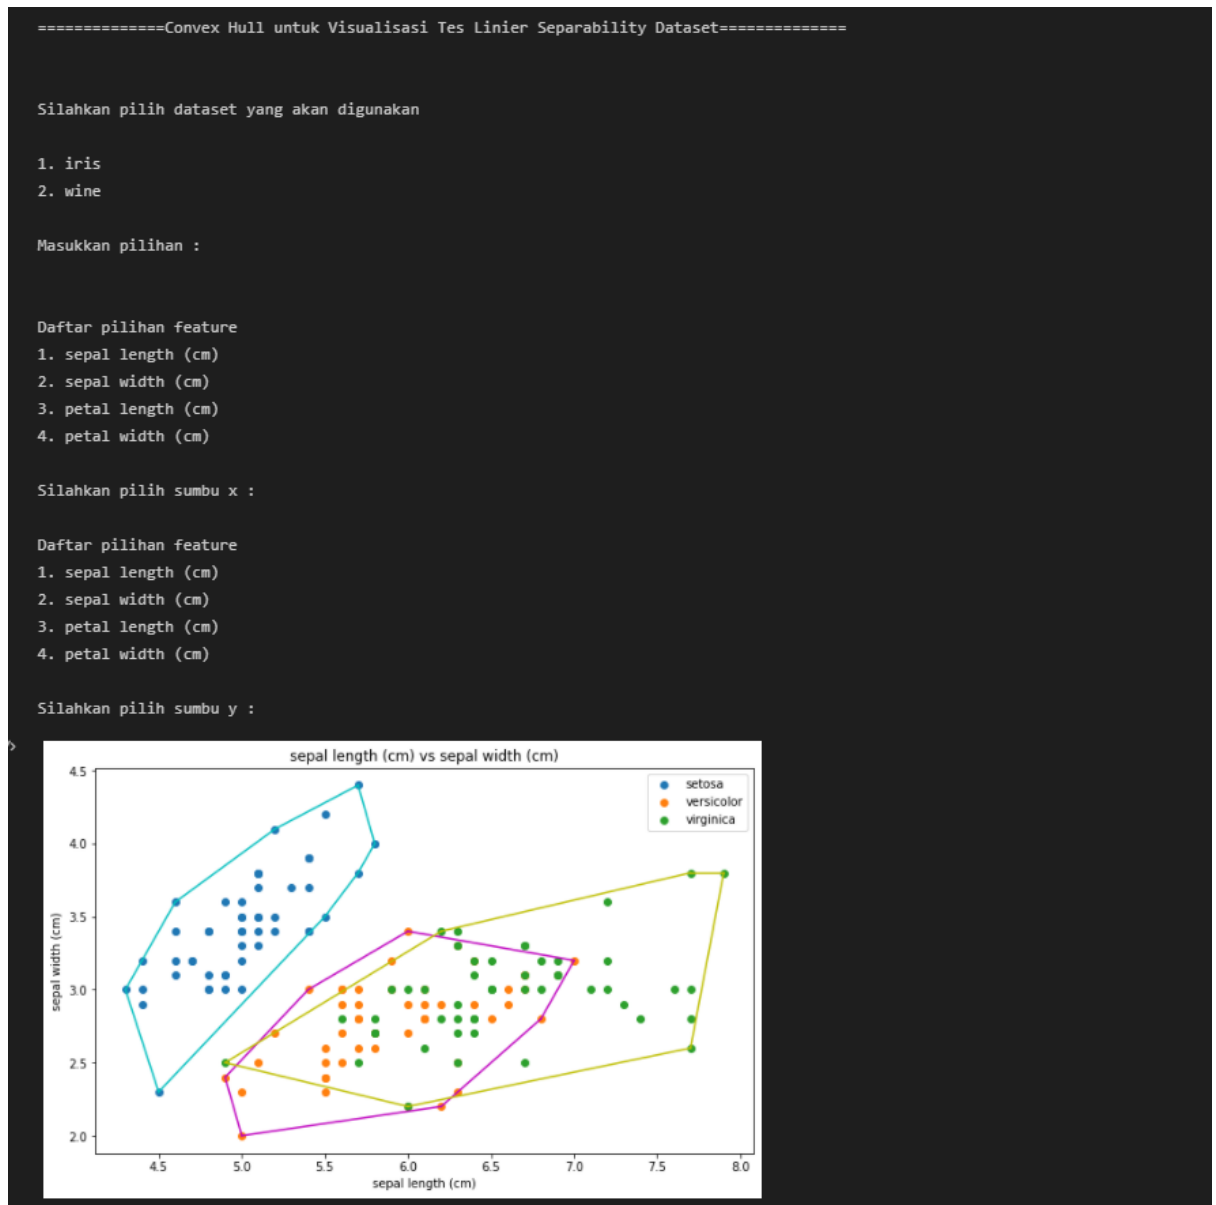 ==============Convex Hull untuk Visualisasi Tes Linier Separability Dataset==============
Silahkan pilih dataset yang akan digunakan
1. iris
2. wine
Masukkan pilihan :
Daftar pilihan feature
1. sepal length (cm)
2. sepal width (cm)
3. petal length (cm)
4. petal width (cm)
Silahkan pilih sumbu x :
Daftar pilihan feature
1. sepal length (cm)
2. sepal width (cm)
3. petal length (cm)
4. petal width (cm)
Silahkan pilih sumbu y :
sepal length (cm) vs sepal width (cm)
setosa
versicolor
virginica
4.5
4.0
3.5
3.0
2.5
2.0
sepal width (cm)
4.5 5.0 5.5 6.0 6.5 7.0 7.5 8.0
sepal length (cm)